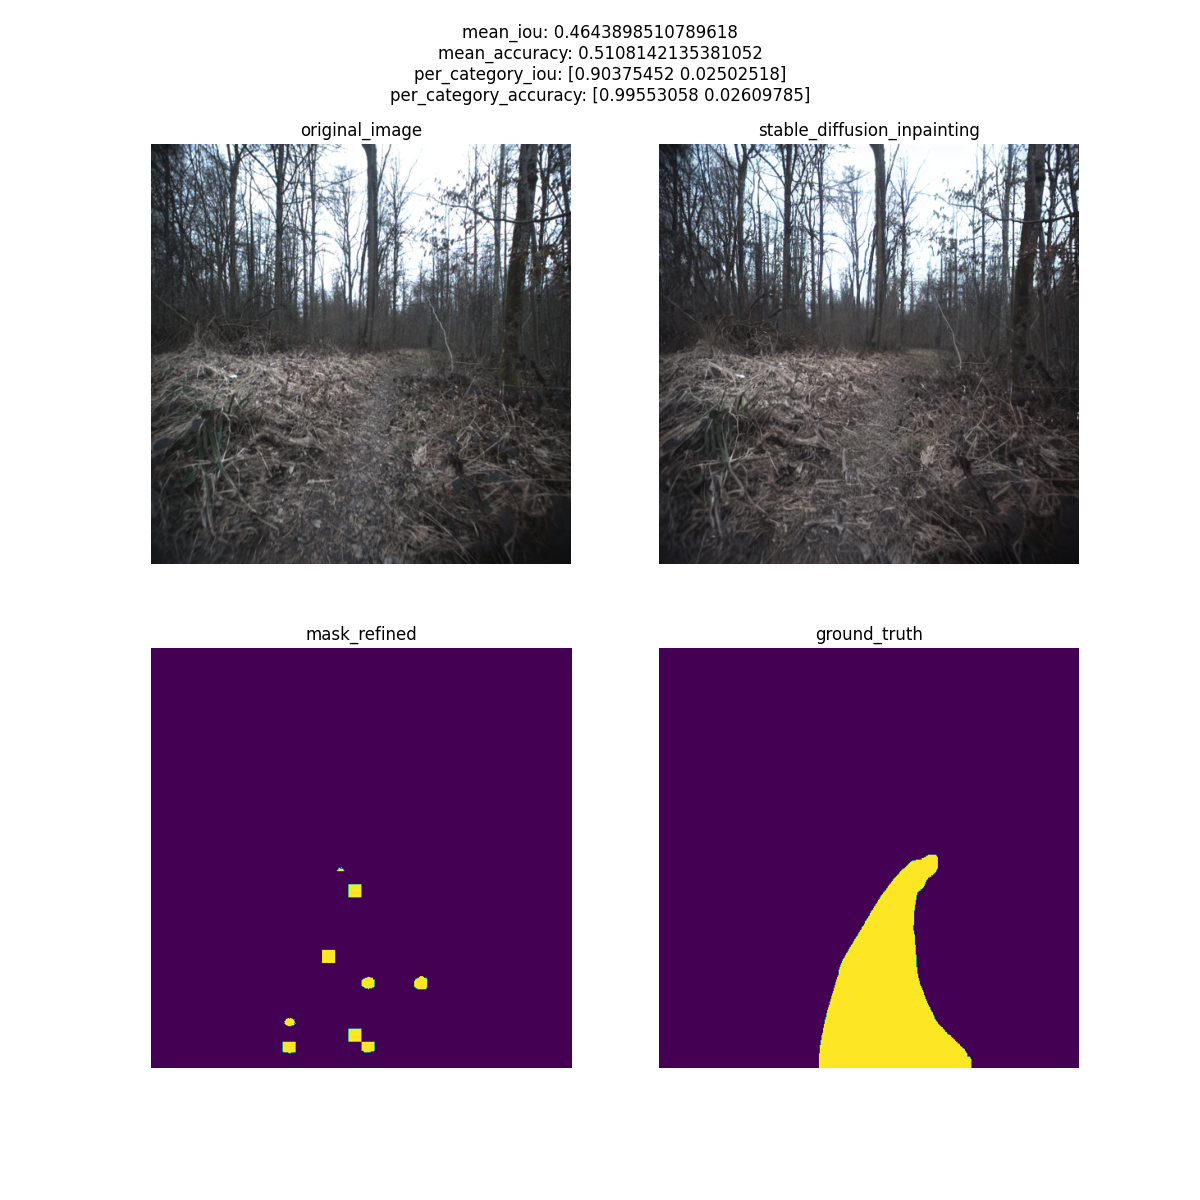 mean_iou: 0.4643898510789618
mean_accuracy: 0.5108142135381052
per_category_iou: [0.90375452 0.02502518]
per_category_accuracy: [0.99553058 0.02609785]
original_image
stable_diffusion_inpainting
mask_refined
ground_truth